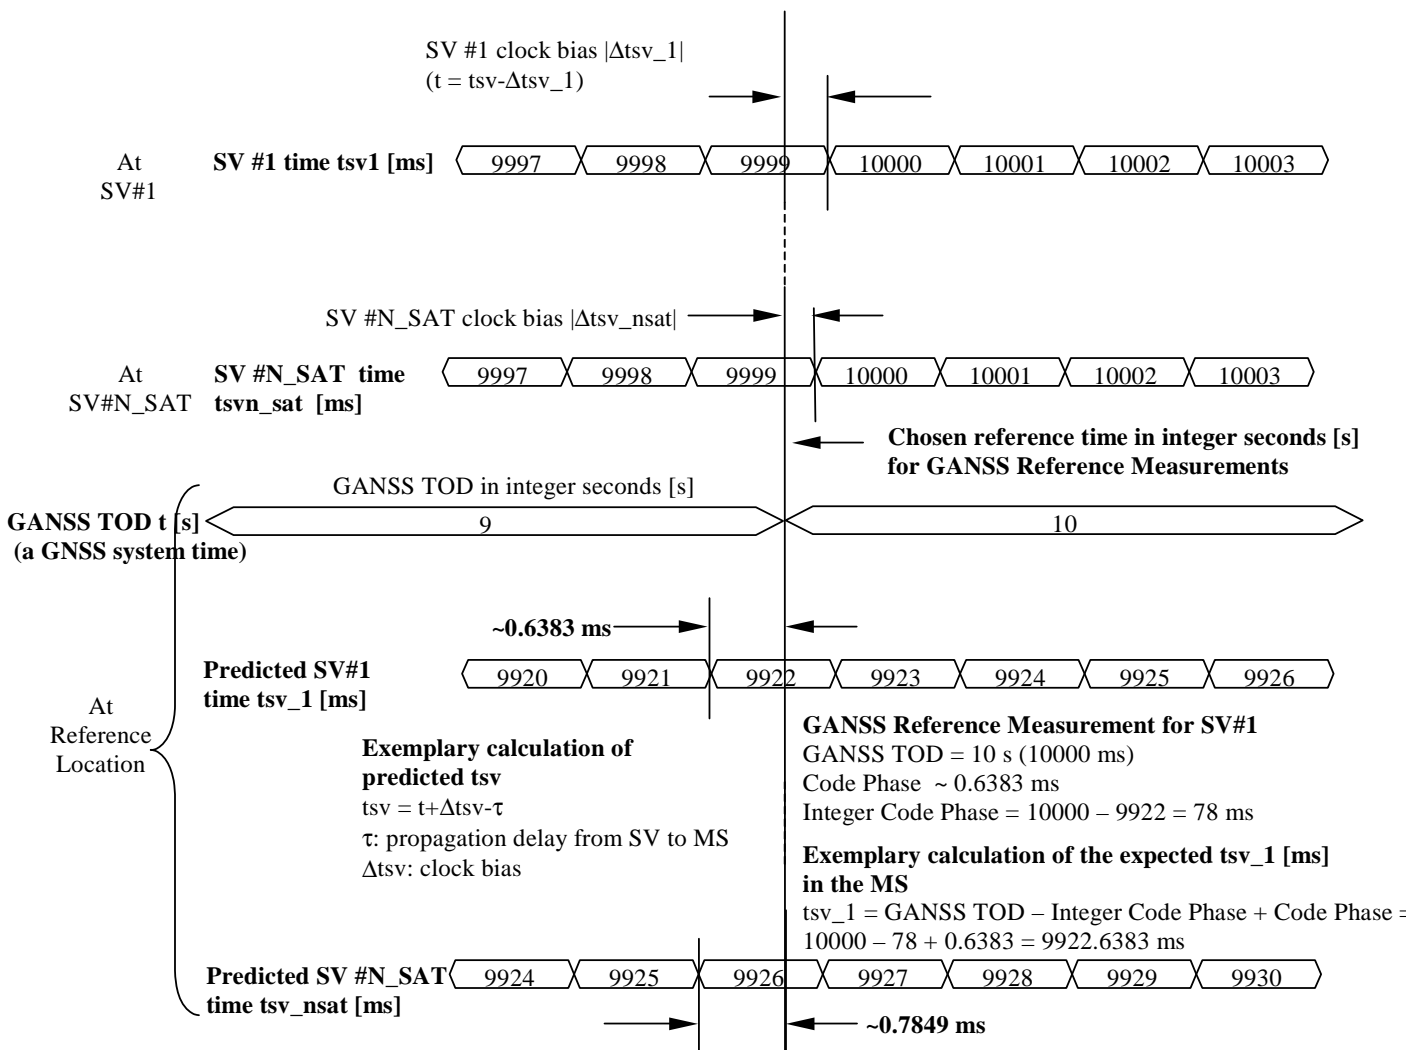 SV #1 clock bias |Δtsv_1|
(t = tsv-Δtsv_1)
At
SV#1
SV #1 time tsv1 [ms]
9997 9998 9999 10000 10001 10002 10003
SV #N_SAT clock bias |Δtsv_nsat|
At
SV#N_SAT
SV #N_SAT time
tsvn_sat [ms]
9997 9998 9999 10000 10001 10002 10003
Chosen reference time in integer seconds [s]
for GANSS Reference Measurements
GANSS TOD in integer seconds [s]
GANSS TOD t [s]
(a GNSS system time)
9 10
~0.6383 ms
Predicted SV#1
time tsv_1 [ms]
9920 9921 9922 9923 9924 9925 9926
At
Reference
Location
Exemplary calculation of
predicted tsv
tsv = t+Δtsv-τ
τ: propagation delay from SV to MS
Δtsv: clock bias
GANSS Reference Measurement for SV#1
GANSS TOD = 10 s (10000 ms)
Code Phase ~ 0.6383 ms
Integer Code Phase = 10000 – 9922 = 78 ms
Exemplary calculation of the expected tsv_1 [ms]
in the MS
tsv_1 = GANSS TOD – Integer Code Phase + Code Phase =
10000 – 78 + 0.6383 = 9922.6383 ms
Predicted SV #N_SAT
time tsv_nsat [ms]
9924 9925 9926 9927 9928 9929 9930
~0.7849 ms